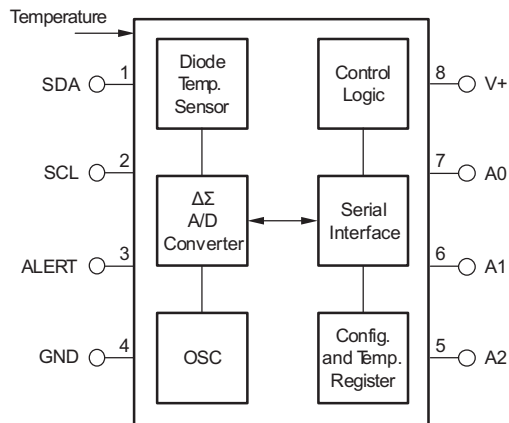 Temperature
SDA
1
SCL
2
ALERT
3
GND
4
Diode
Temp.
Sensor
ΔΣ
A/D
Converter
OSC
Control
Logic
Serial
Interface
Config.
and Temp.
Register
8
V+
7
A0
6
A1
5
A2